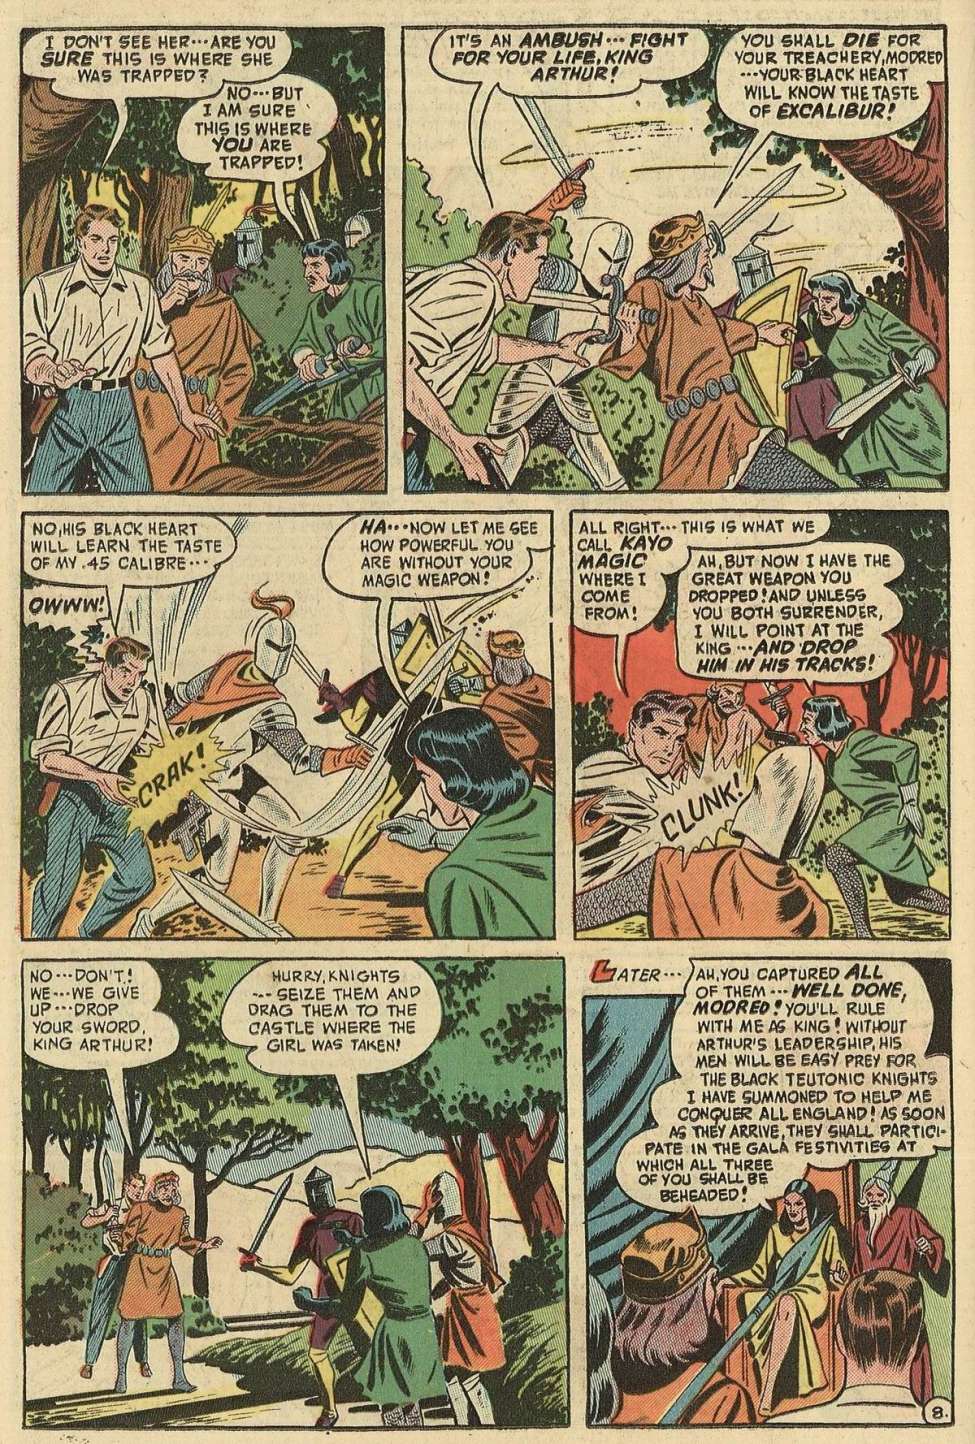 I DON'T SEE HER---ARE YOU
SURE THIS IS WHERE SHE
WAS TRAPPED?
NO---BUT
I AM SURE
THIS IS WHERE
YOU ARE
TRAPPED!
IT'S AN AMBUSH---FIGHT
FOR YOUR LIFE, KING
ARTHUR!
YOU SHALL DIE FOR
YOUR TREACHERY, MODRED
---YOUR BLACK HEART
WILL KNOW THE TASTE
OF EXCALIBUR!
NO, HIS BLACK HEART
WILL LEARN THE TASTE
OF MY .45 CALIBRE---
OWWW!
CRAK!
HA---NOW LET ME SEE
HOW POWERFUL YOU
ARE WITHOUT YOUR
MAGIC WEAPON!
ALL RIGHT---THIS IS WHAT WE
CALL KAYO
MAGIC
WHERE I
COME
FROM!
AH, BUT NOW I HAVE THE
GREAT WEAPON YOU
DROPPED! AND UNLESS
YOU BOTH SURRENDER,
I WILL POINT AT THE
KING---AND DROP
HIM IN HIS TRACKS!
CLUNK!
NO---DON'T!
WE---WE GIVE
UP---DROP
YOUR SWORD,
KING ARTHUR!
HURRY, KNIGHTS
---SEIZE THEM AND
DRAG THEM TO THE
CASTLE WHERE THE
GIRL WAS TAKEN!
LATER---
AH, YOU CAPTURED ALL
OF THEM---WELL DONE,
MODRED! YOU'LL RULE
WITH ME AS KING! WITHOUT
ARTHUR'S LEADERSHIP, HIS
MEN WILL BE EASY PREY FOR
THE BLACK TEUTONIC KNIGHTS
I HAVE SUMMONED TO HELP ME
CONQUER ALL ENGLAND! AS SOON
AS THEY ARRIVE, THEY SHALL PARTICI-
PATE IN THE GALA FESTIVITIES AT
WHICH ALL THREE
OF YOU SHALL BE
BEHEADED!
8.